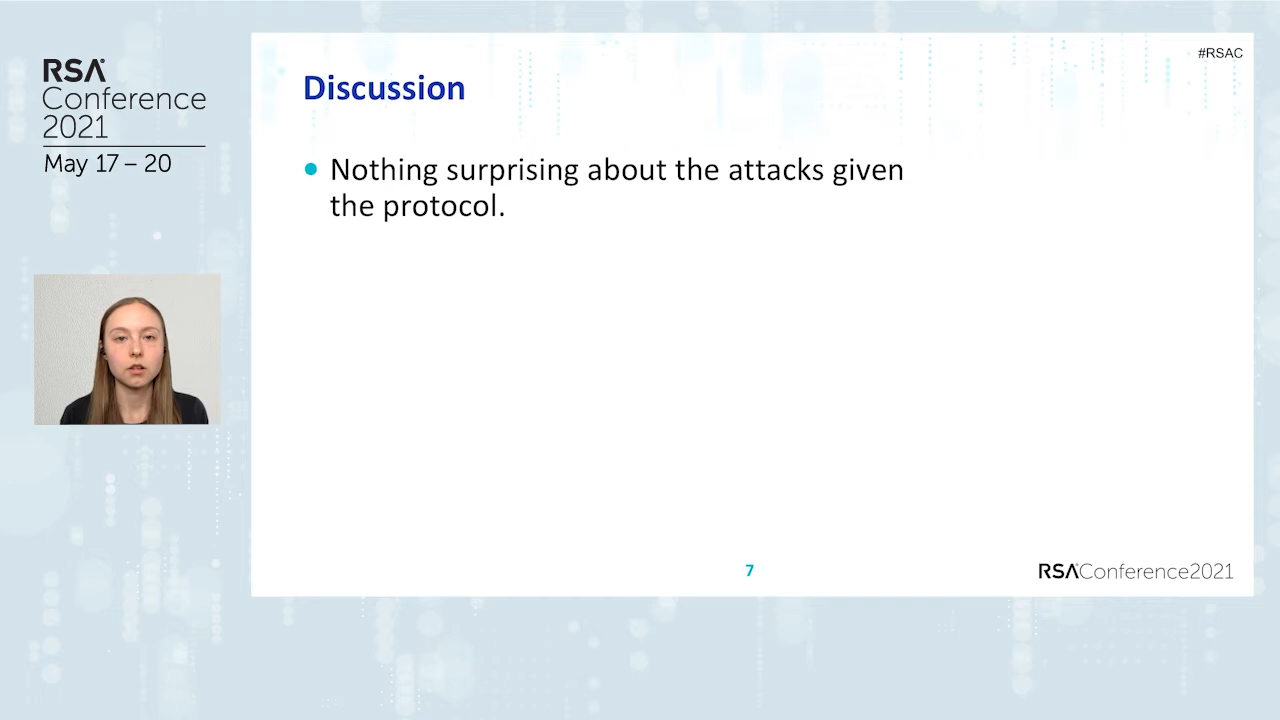 RSA
Conference
2021
May 17 – 20
#RSAC
Discussion
• Nothing surprising about the attacks given
the protocol.
7
RSAConference2021